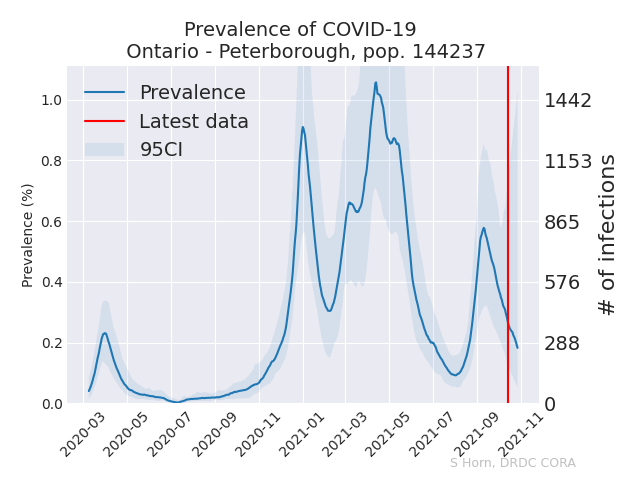 Prevalence of COVID-19
Ontario - Peterborough, pop. 144237
Prevalence
Latest data
95CI
Prevalence (%)
1.0
0.8
0.6
0.4
0.2
0.0
1442
1153
865
576
288
0
# of infections
2020-03
2020-05
2020-07
2020-09
2020-11
2021-01
2021-03
2021-05
2021-07
2021-09
2021-11
S Horn, DRDC CORA